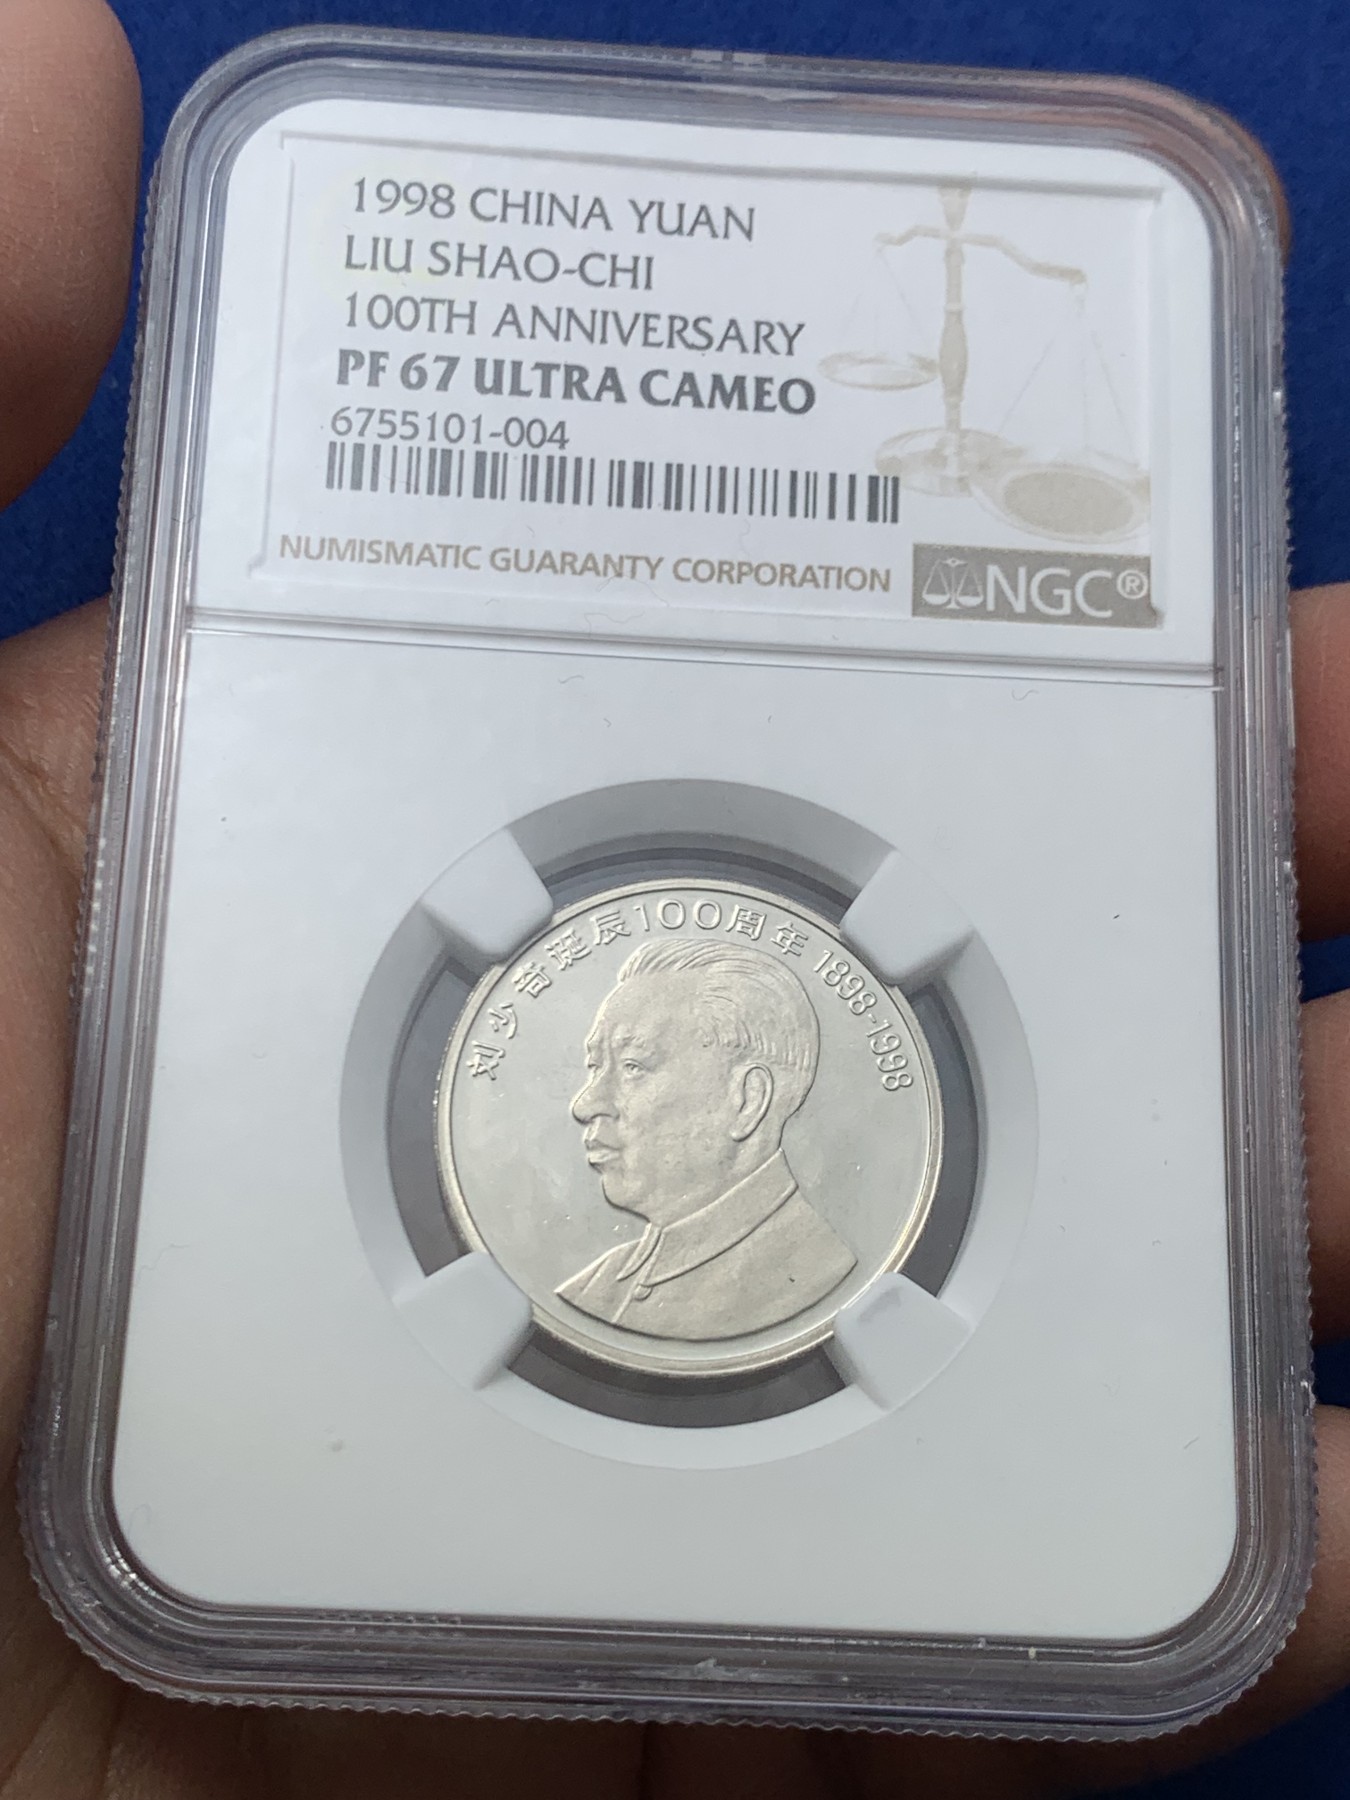 1998 CHINA YUAN
LIU SHAO-CHI
100TH ANNIVERSARY
PF 67 ULTRA CAMEO
6755101-004
NUMISMATIC GUARANTY CORPORATION
NGC®
刘少奇诞辰100周年 1898-1998